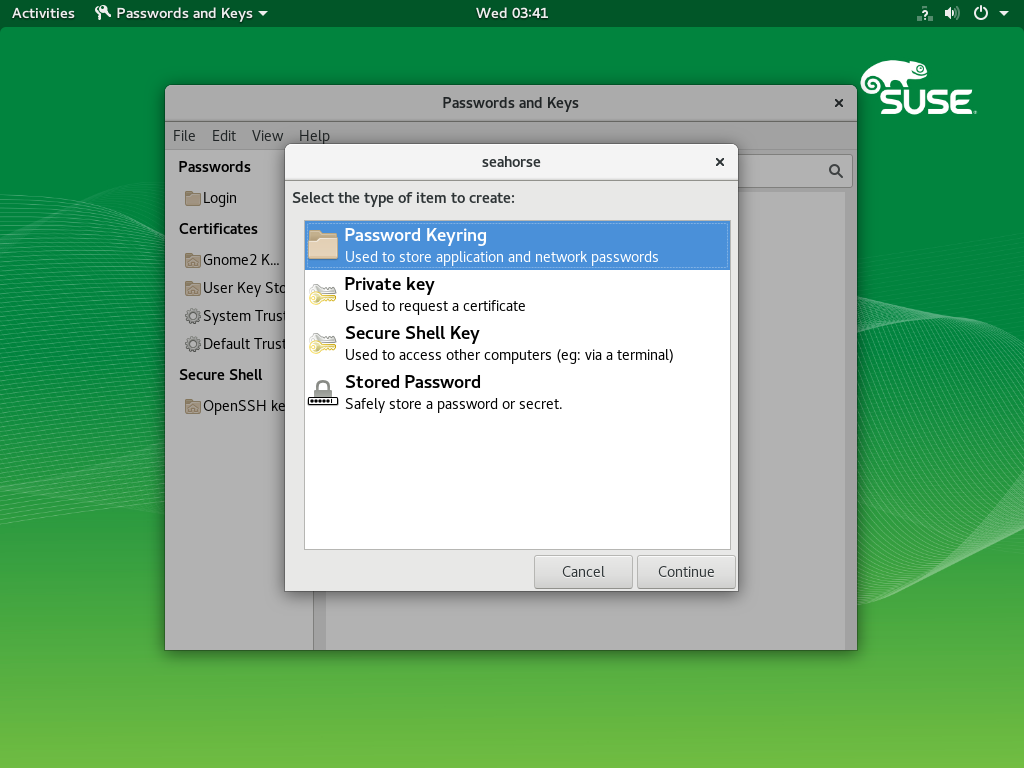 Activities Passwords and Keys Wed 03:41
SUSE
Passwords and Keys
File Edit View Help
Passwords
Login
Certificates
Gnome2 K...
User Key Sto
System Trust
Default Trust
Secure Shell
OpenSSH ke
seahorse
Select the type of item to create:
Password Keyring
Used to store application and network passwords
Private key
Used to request a certificate
Secure Shell Key
Used to access other computers (eg: via a terminal)
Stored Password
Safely store a password or secret.
Cancel Continue